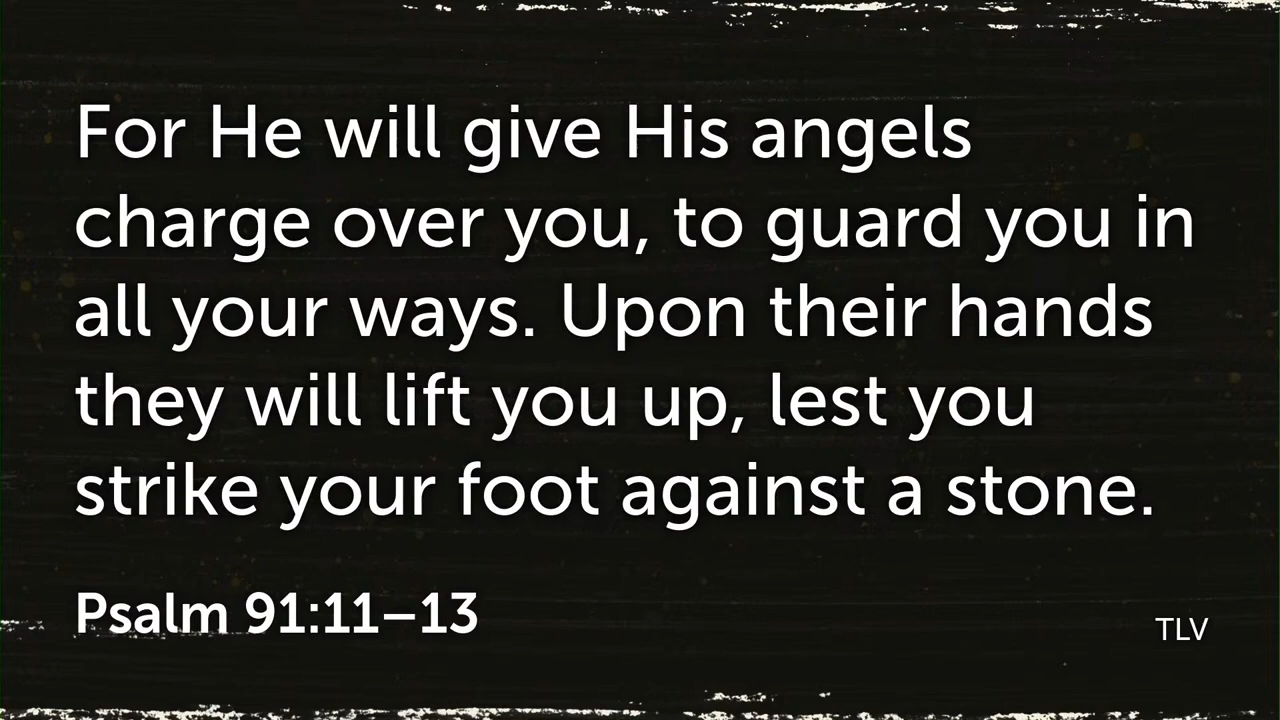 For He will give His angels
charge over you, to guard you in
all your ways. Upon their hands
they will lift you up, lest you
strike your foot against a stone.
Psalm 91:11–13
TLV